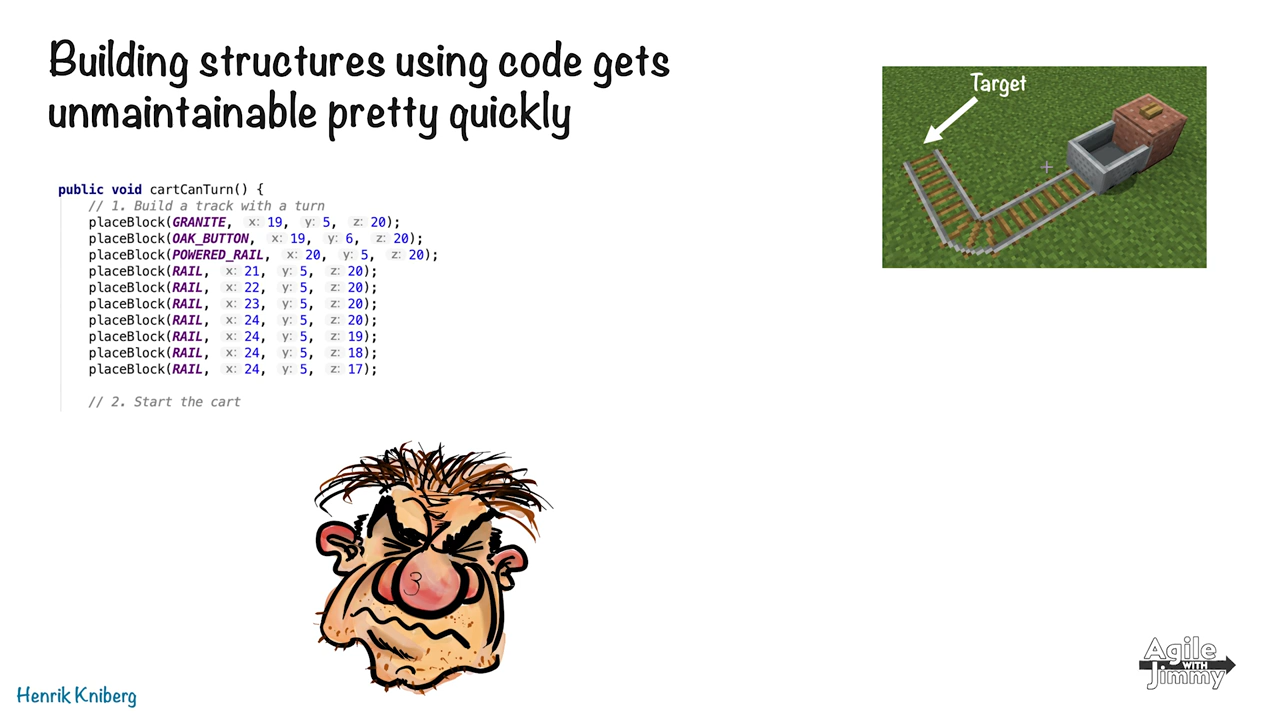 Building structures using code gets
unmaintainable pretty quickly
Target
public void cartCanTurn() {
// 1. Build a track with a turn
placeBlock(GRANITE, x: 19, y: 5, z: 20);
placeBlock(OAK_BUTTON, x: 19, y: 6, z: 20);
placeBlock(POWERED_RAIL, x: 20, y: 5, z: 20);
placeBlock(RAIL, x: 21, y: 5, z: 20);
placeBlock(RAIL, x: 22, y: 5, z: 20);
placeBlock(RAIL, x: 23, y: 5, z: 20);
placeBlock(RAIL, x: 24, y: 5, z: 20);
placeBlock(RAIL, x: 24, y: 5, z: 19);
placeBlock(RAIL, x: 24, y: 5, z: 18);
placeBlock(RAIL, x: 24, y: 5, z: 17);
// 2. Start the cart
Henrik Kniberg
Agile
WITH
Jimmy